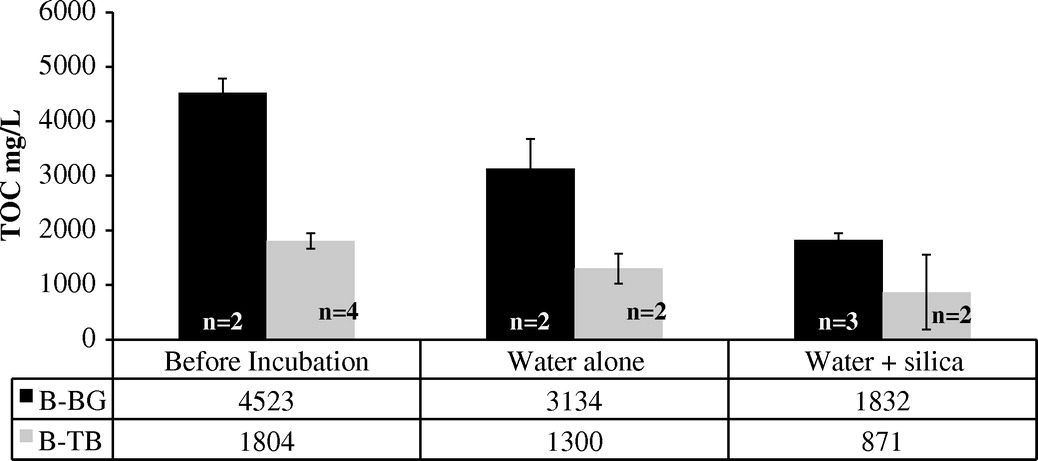 6000
5000
4000
3000
2000
1000
0
TOC mg/L
n=2
n=4
n=2
n=2
n=3
n=2
Before Incubation Water alone Water + silica
B-BG 4523 3134 1832
B-TB 1804 1300 871